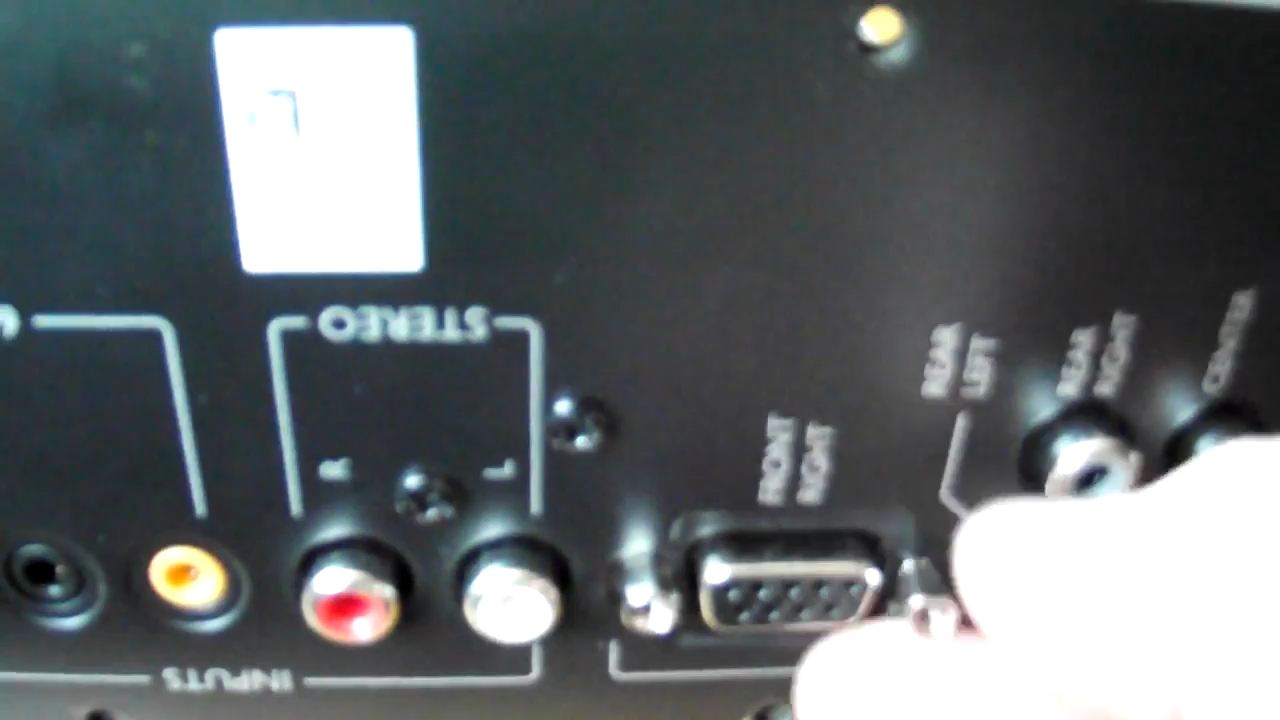 STEREO
R
L
FRONT
RIGHT
REAR
LEFT
REAR
RIGHT
CENTER
INPUTS